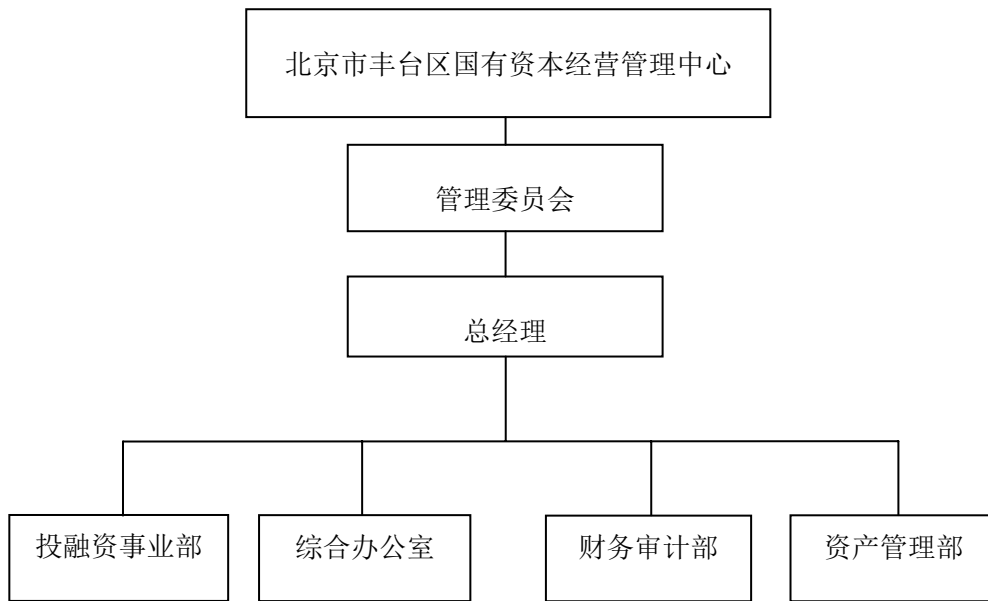 北京市丰台区国有资本经营管理中心
管理委员会
总经理
投融资事业部
综合办公室
财务审计部
资产管理部